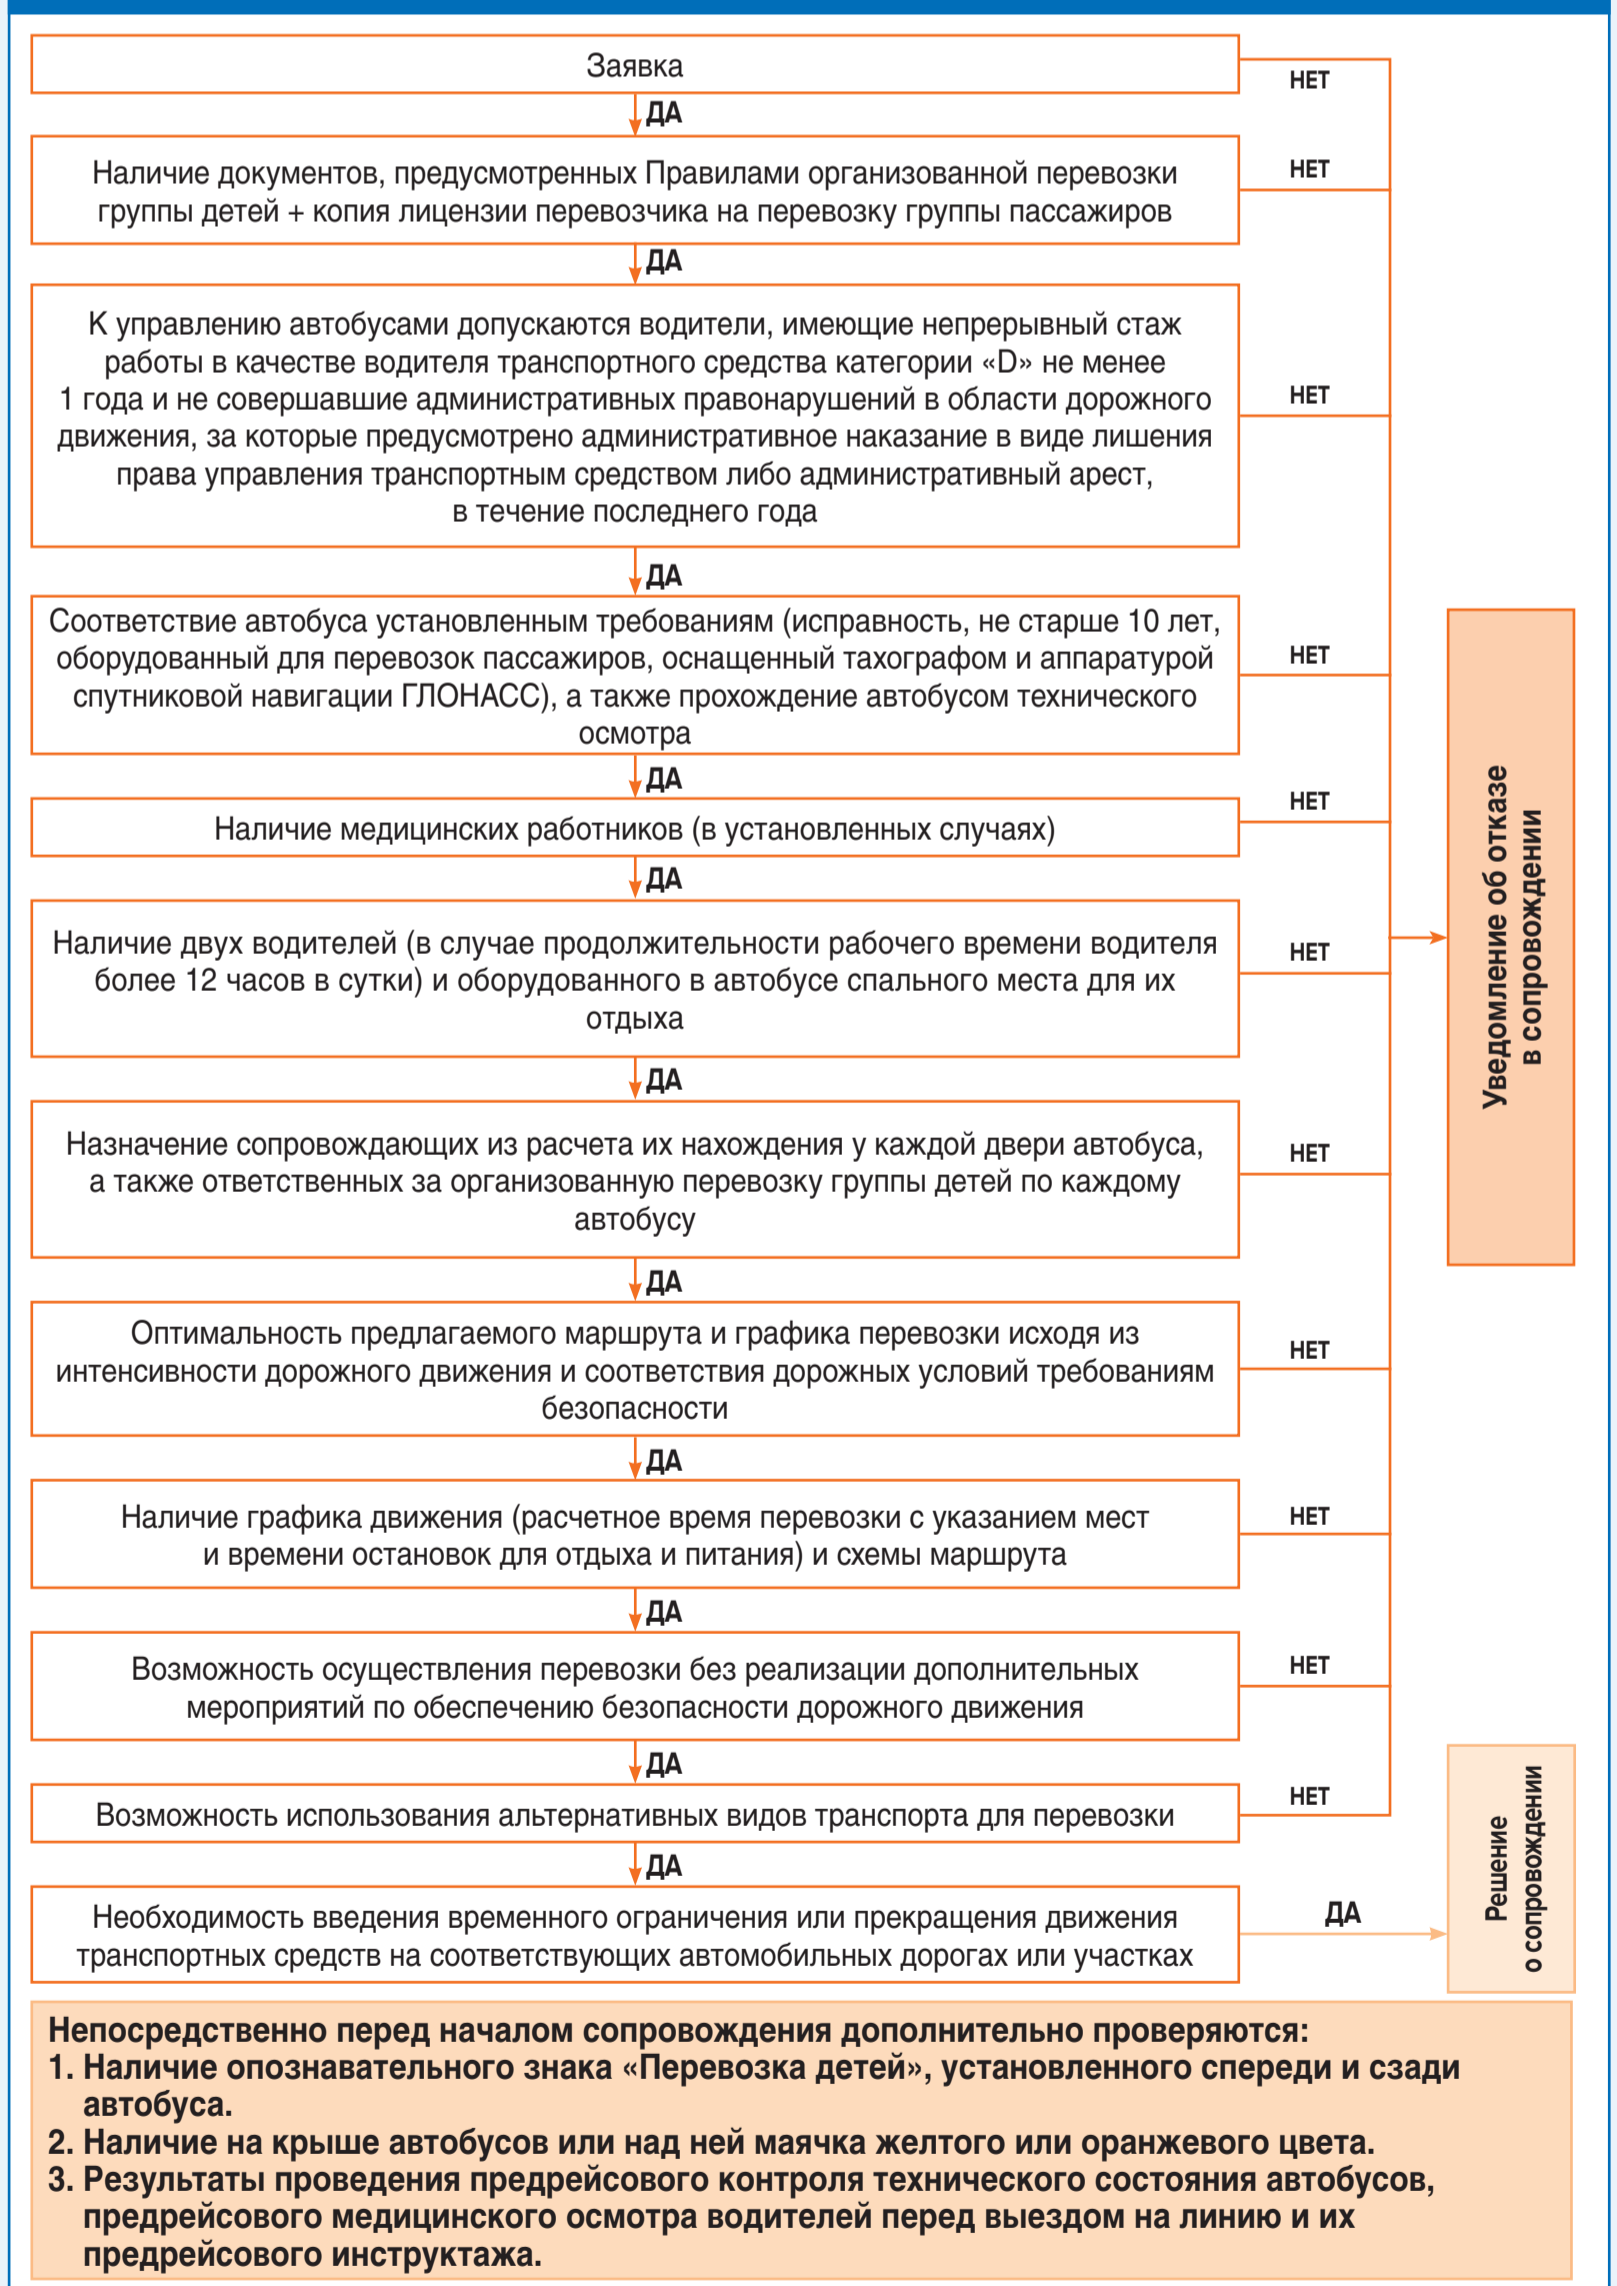 Заявка
НЕТ
ДА
Наличие документов, предусмотренных Правилами организованной перевозки
группы детей + копия лицензии перевозчика на перевозку группы пассажиров
НЕТ
ДА
К управлению автобусами допускаются водители, имеющие непрерывный стаж
работы в качестве водителя транспортного средства категории «D» не менее
1 года и не совершавшие административных правонарушений в области дорожного
движения, за которые предусмотрено административное наказание в виде лишения
права управления транспортным средством либо административный арест,
в течение последнего года
НЕТ
ДА
Соответствие автобуса установленным требованиям (исправность, не старше 10 лет,
оборудованный для перевозок пассажиров, оснащенный тахографом и аппаратурой
спутниковой навигации ГЛОНАСС), а также прохождение автобусом технического
осмотра
НЕТ
ДА
Наличие медицинских работников (в установленных случаях)
НЕТ
ДА
Наличие двух водителей (в случае продолжительности рабочего времени водителя
более 12 часов в сутки) и оборудованного в автобусе спального места для их
отдыха
НЕТ
Уведомление об отказе
в сопровождении
ДА
Назначение сопровождающих из расчета их нахождения у каждой двери автобуса,
а также ответственных за организованную перевозку группы детей по каждому
автобусу
НЕТ
ДА
Оптимальность предлагаемого маршрута и графика перевозки исходя из
интенсивности дорожного движения и соответствия дорожных условий требованиям
безопасности
НЕТ
ДА
Наличие графика движения (расчетное время перевозки с указанием мест
и времени остановок для отдыха и питания) и схемы маршрута
НЕТ
ДА
Возможность осуществления перевозки без реализации дополнительных
мероприятий по обеспечению безопасности дорожного движения
НЕТ
ДА
Возможность использования альтернативных видов транспорта для перевозки
НЕТ
ДА
Необходимость введения временного ограничения или прекращения движения
транспортных средств на соответствующих автомобильных дорогах или участках
ДА
Решение
о сопровождении
Непосредственно перед началом сопровождения дополнительно проверяются:
1. Наличие опознавательного знака «Перевозка детей», установленного спереди и сзади
автобуса.
2. Наличие на крыше автобусов или над ней маячка желтого или оранжевого цвета.
3. Результаты проведения предрейсового контроля технического состояния автобусов,
предрейсового медицинского осмотра водителей перед выездом на линию и их
предрейсового инструктажа.